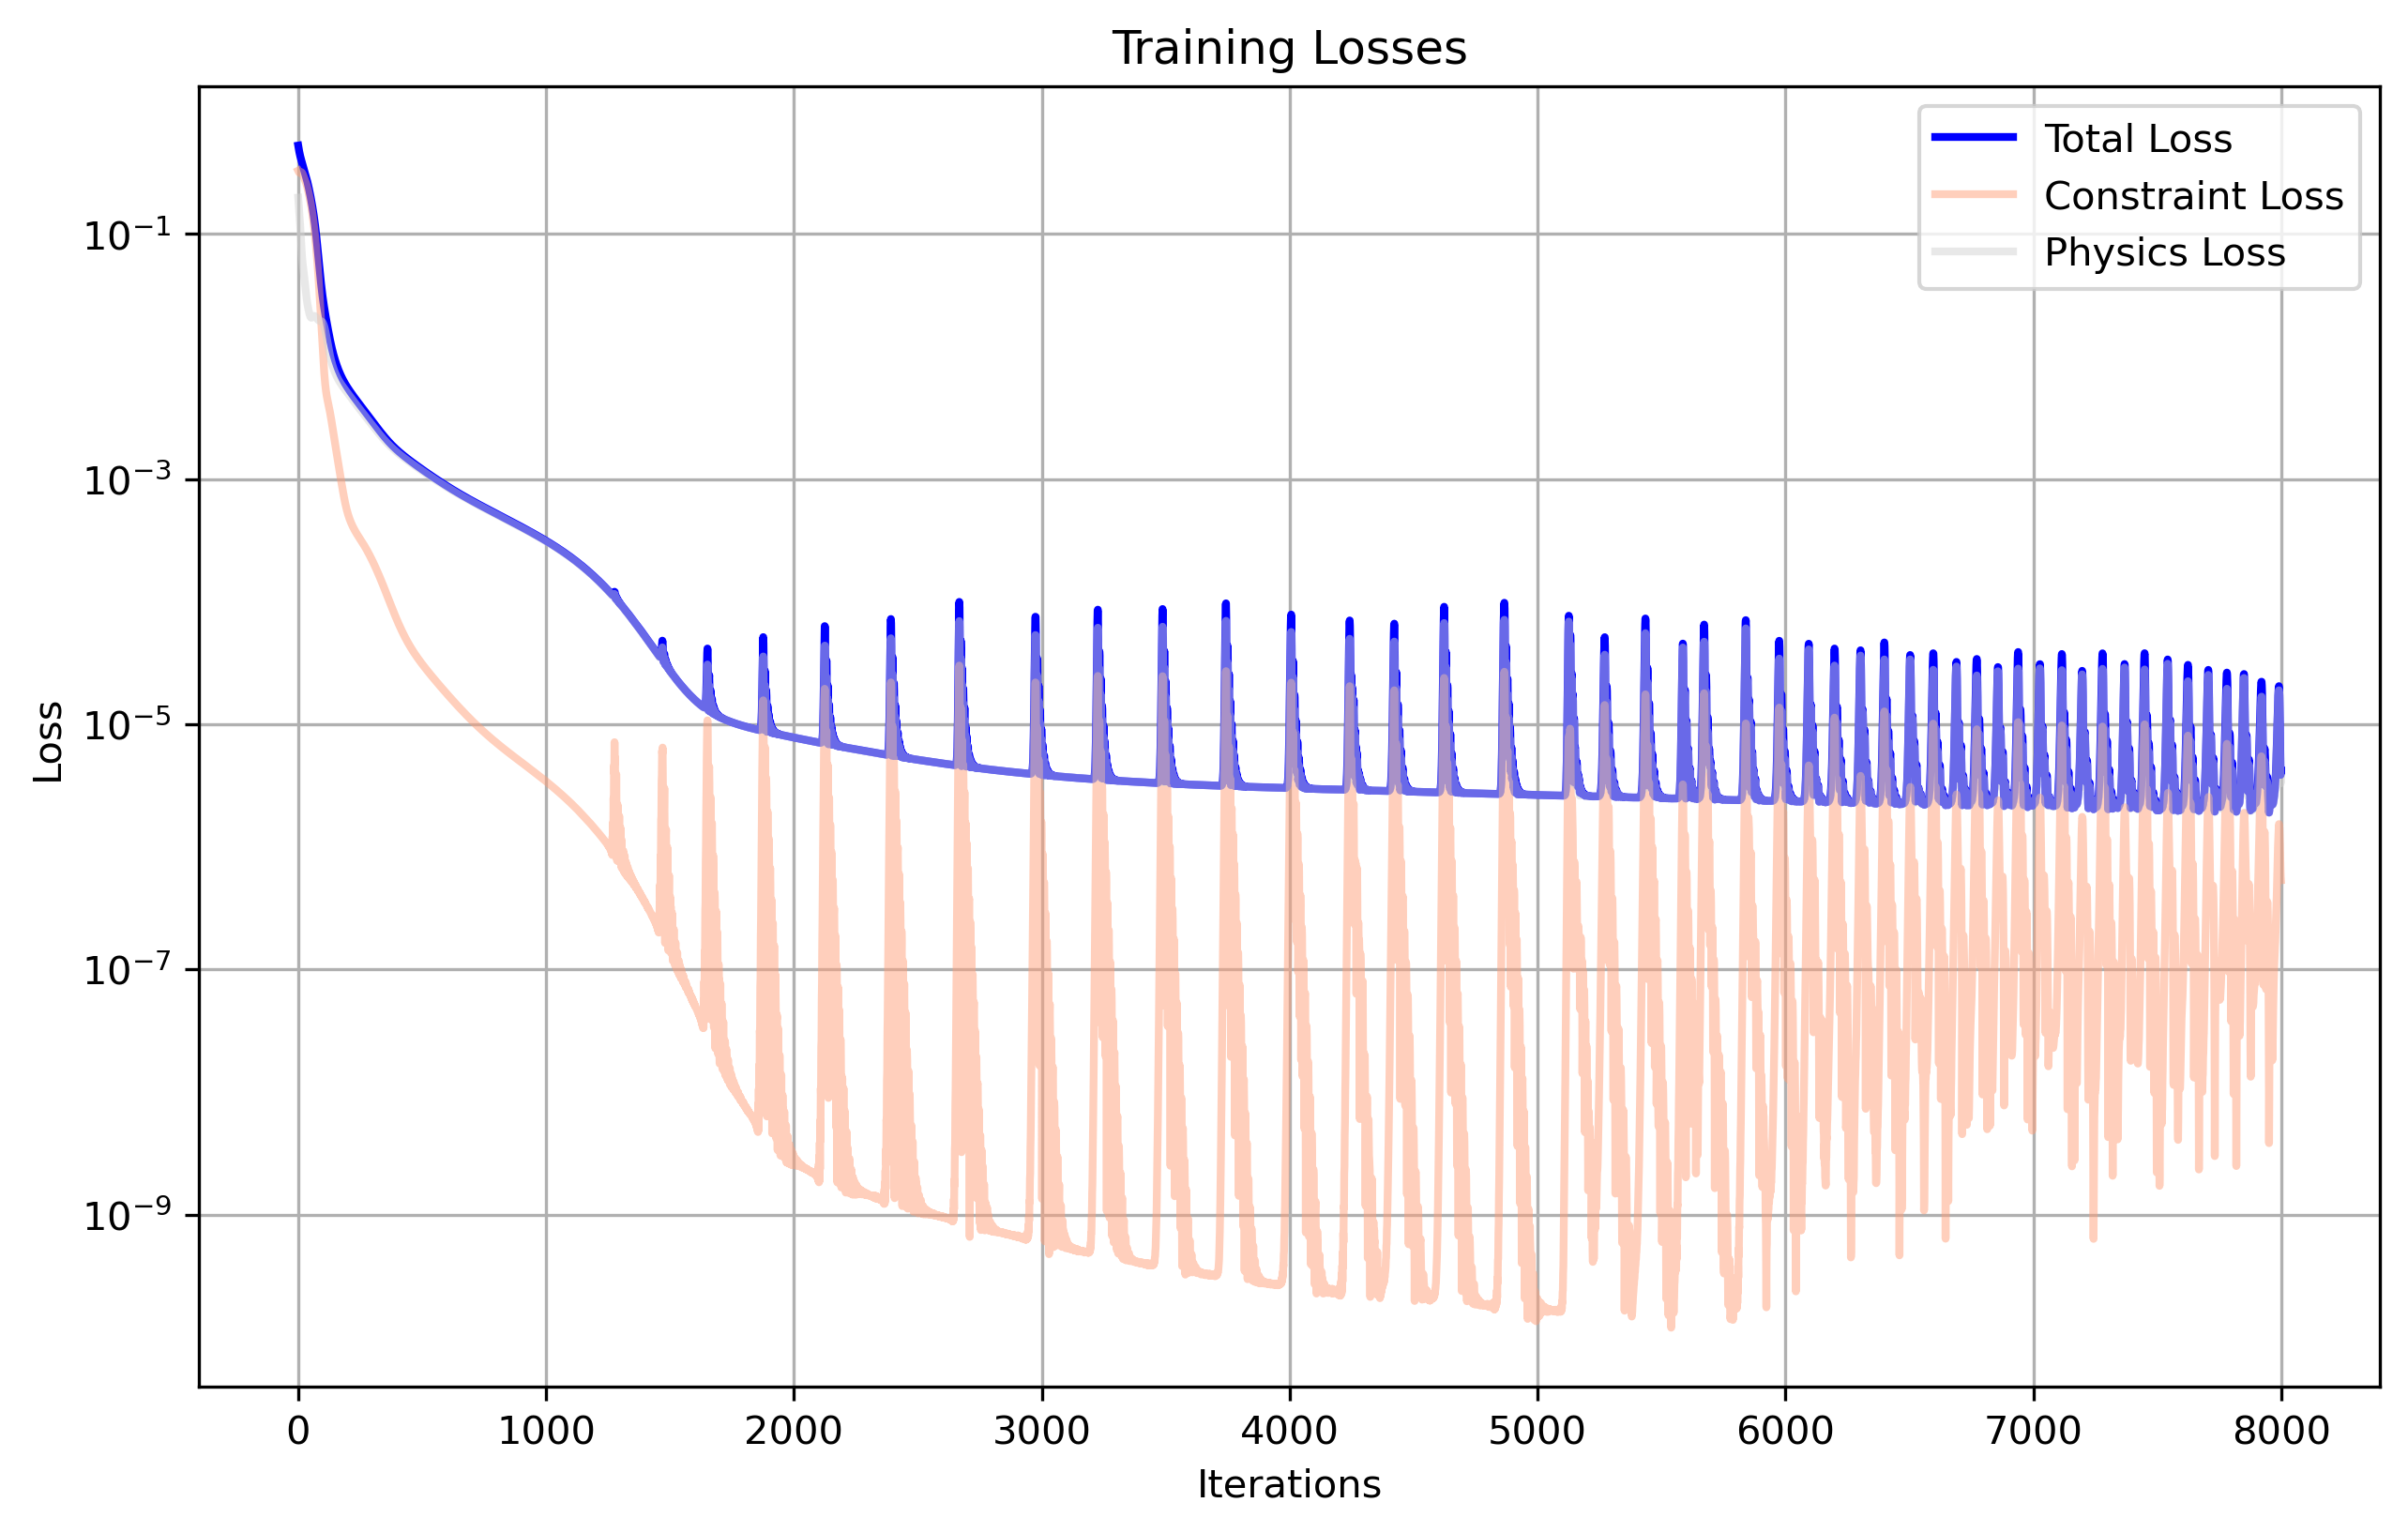 Training Losses
Total Loss
Constraint Loss
Physics Loss
10⁻¹
10⁻³
10⁻⁵
10⁻⁷
10⁻⁹
Loss
0 1000 2000 3000 4000 5000 6000 7000 8000
Iterations